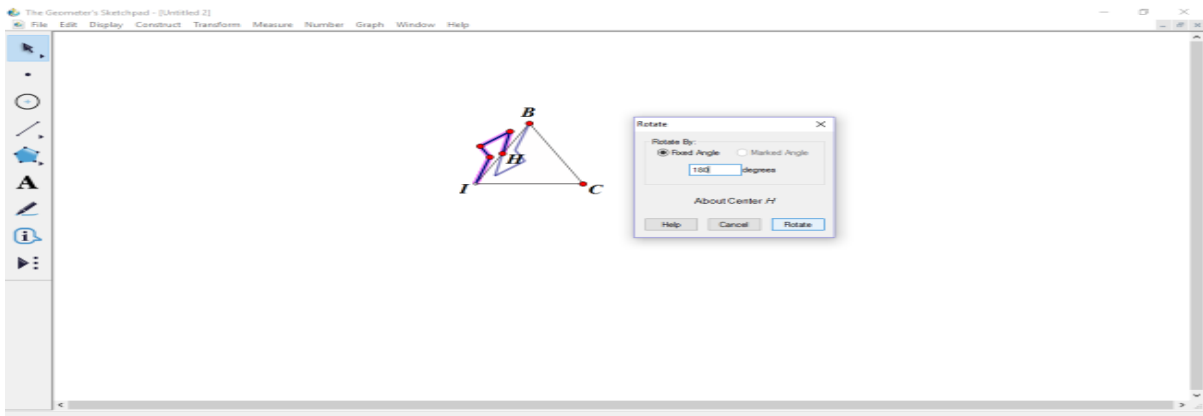 The Geometer's Sketchpad - [Untitled 2]
File Edit Display Construct Transform Measure Number Graph Window Help
A
i
B
H
I
C
Rotate
Rotate By:
Fixed Angle Marked Angle
180 degrees
About Center H
Help Cancel Rotate